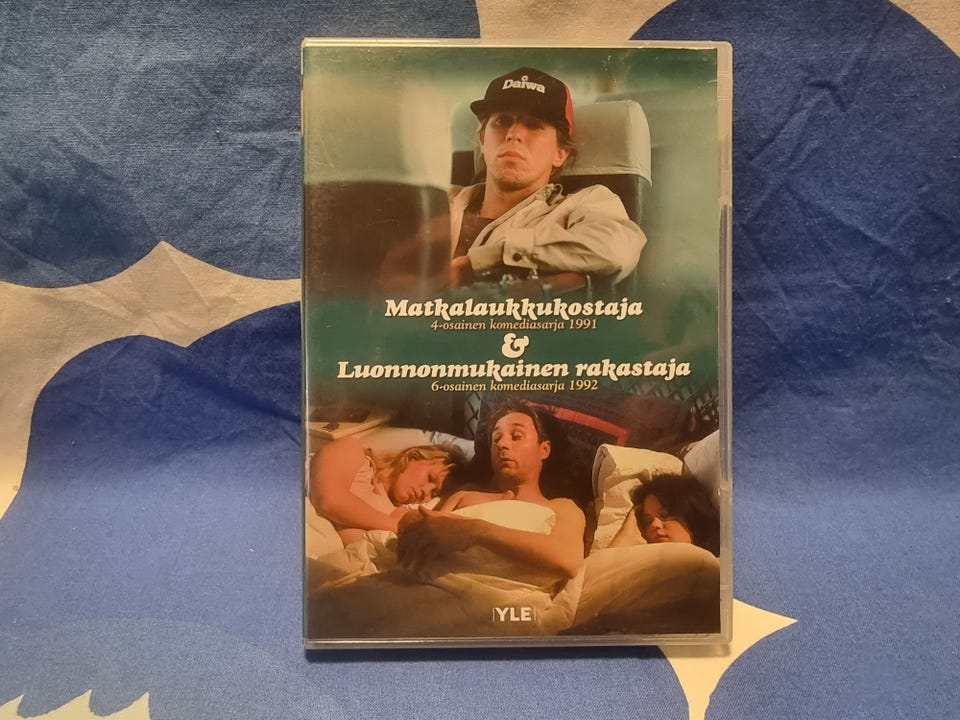 Daiwa
Matkalaukkukostaja
4-osainen komediasarja 1991
&
Luonnonmukainen rakastaja
6-osainen komediasarja 1992
YLE